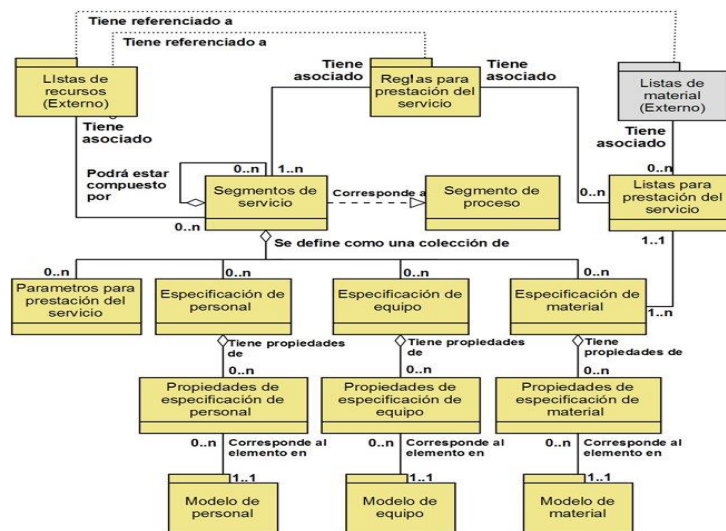 Tiene referenciado a
Tiene referenciado a
LIstas de
recursos
(Externo)
Tiene
asociado
Reglas para
prestación del
servicio
Tiene
asociado
Listas de
material
(Externo)
Tiene
asociado
Tiene
asociado
Podrá estar
compuesto
por
0..n
1..n
0..n
Segmentos de
servicio
Corresponde a
Segmento de
proceso
0..n
0..n
Listas para
prestación del
servicio
1..1
Se define como una colección de
0..n
0..n
0..n
0..n
Parametros para
prestación del
servicio
Especificación de
personal
Especificación de
equipo
Especificación de
material
1..n
Tiene propiedades
de
Tiene propiedades
de
Tiene
propiedades de
0..n
0..n
0..n
Propiedades de
especificación de
personal
Propiedades de
especificación de
equipo
Propiedades de
especificación de
material
0..n
Corresponde al
elemento en
0..n
Corresponde al
elemento en
0..n
Corresponde al
elemento en
1..1
1..1
1..1
Modelo de
personal
Modelo de
equipo
Modelo de
material